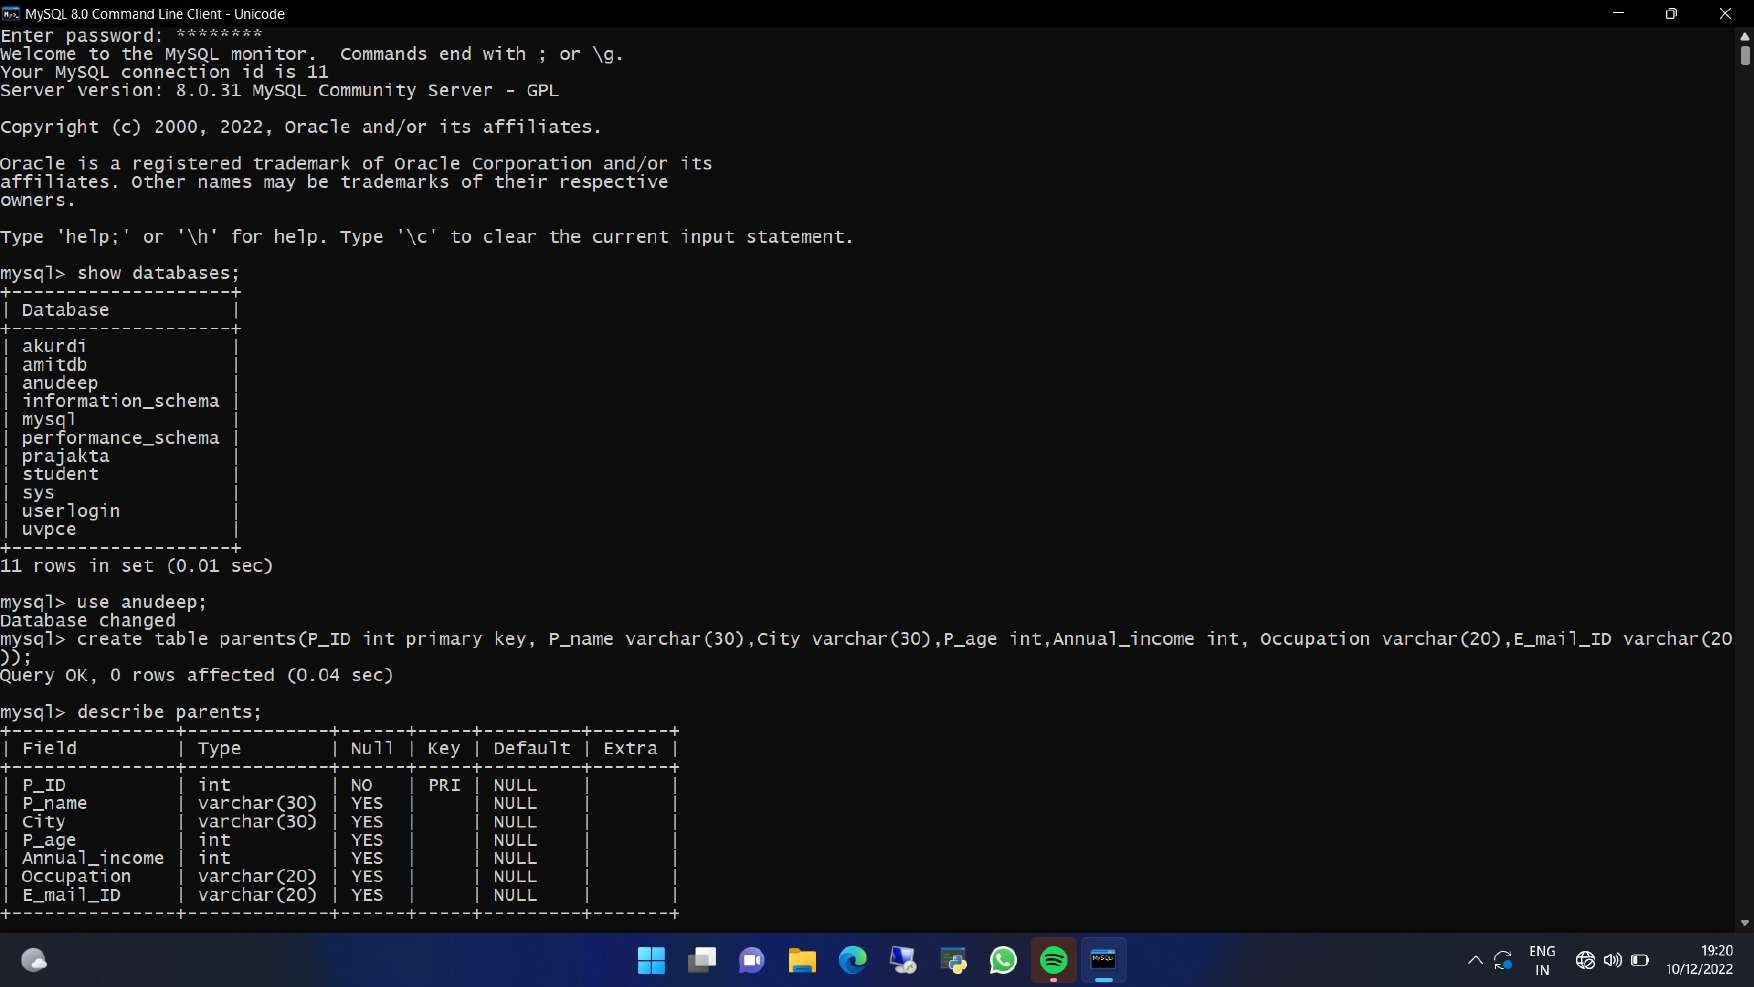 MySQL 8.0 Command Line Client - Unicode
Enter password: ********
Welcome to the MySQL monitor.  Commands end with ; or \g.
Your MySQL connection id is 11
Server version: 8.0.31 MySQL Community Server - GPL
Copyright (c) 2000, 2022, Oracle and/or its affiliates.
Oracle is a registered trademark of Oracle Corporation and/or its
affiliates. Other names may be trademarks of their respective
owners.
Type 'help;' or '\h' for help. Type '\c' to clear the current input statement.
mysql> show databases;
+--------------------+
| Database           |
+--------------------+
| akurdi             |
| amitdb             |
| anudeep            |
| information_schema |
| mysql              |
| performance_schema |
| prajakta           |
| student            |
| sys                |
| userlogin          |
| uvpce              |
+--------------------+
11 rows in set (0.01 sec)
mysql> use anudeep;
Database changed
mysql> create table parents(P_ID int primary key, P_name varchar(30),City varchar(30),P_age int,Annual_income int, Occupation varchar(20),E_mail_ID varchar(20
));
Query OK, 0 rows affected (0.04 sec)
mysql> describe parents;
+---------------+-------------+------+-----+---------+-------+
| Field         | Type        | Null | Key | Default | Extra |
+---------------+-------------+------+-----+---------+-------+
| P_ID          | int         | NO   | PRI | NULL    |       |
| P_name        | varchar(30) | YES  |     | NULL    |       |
| City          | varchar(30) | YES  |     | NULL    |       |
| P_age         | int         | YES  |     | NULL    |       |
| Annual_income | int         | YES  |     | NULL    |       |
| Occupation    | varchar(20) | YES  |     | NULL    |       |
| E_mail_ID     | varchar(20) | YES  |     | NULL    |       |
+---------------+-------------+------+-----+---------+-------+
MySQL
ENG
IN
19:20
10/12/2022